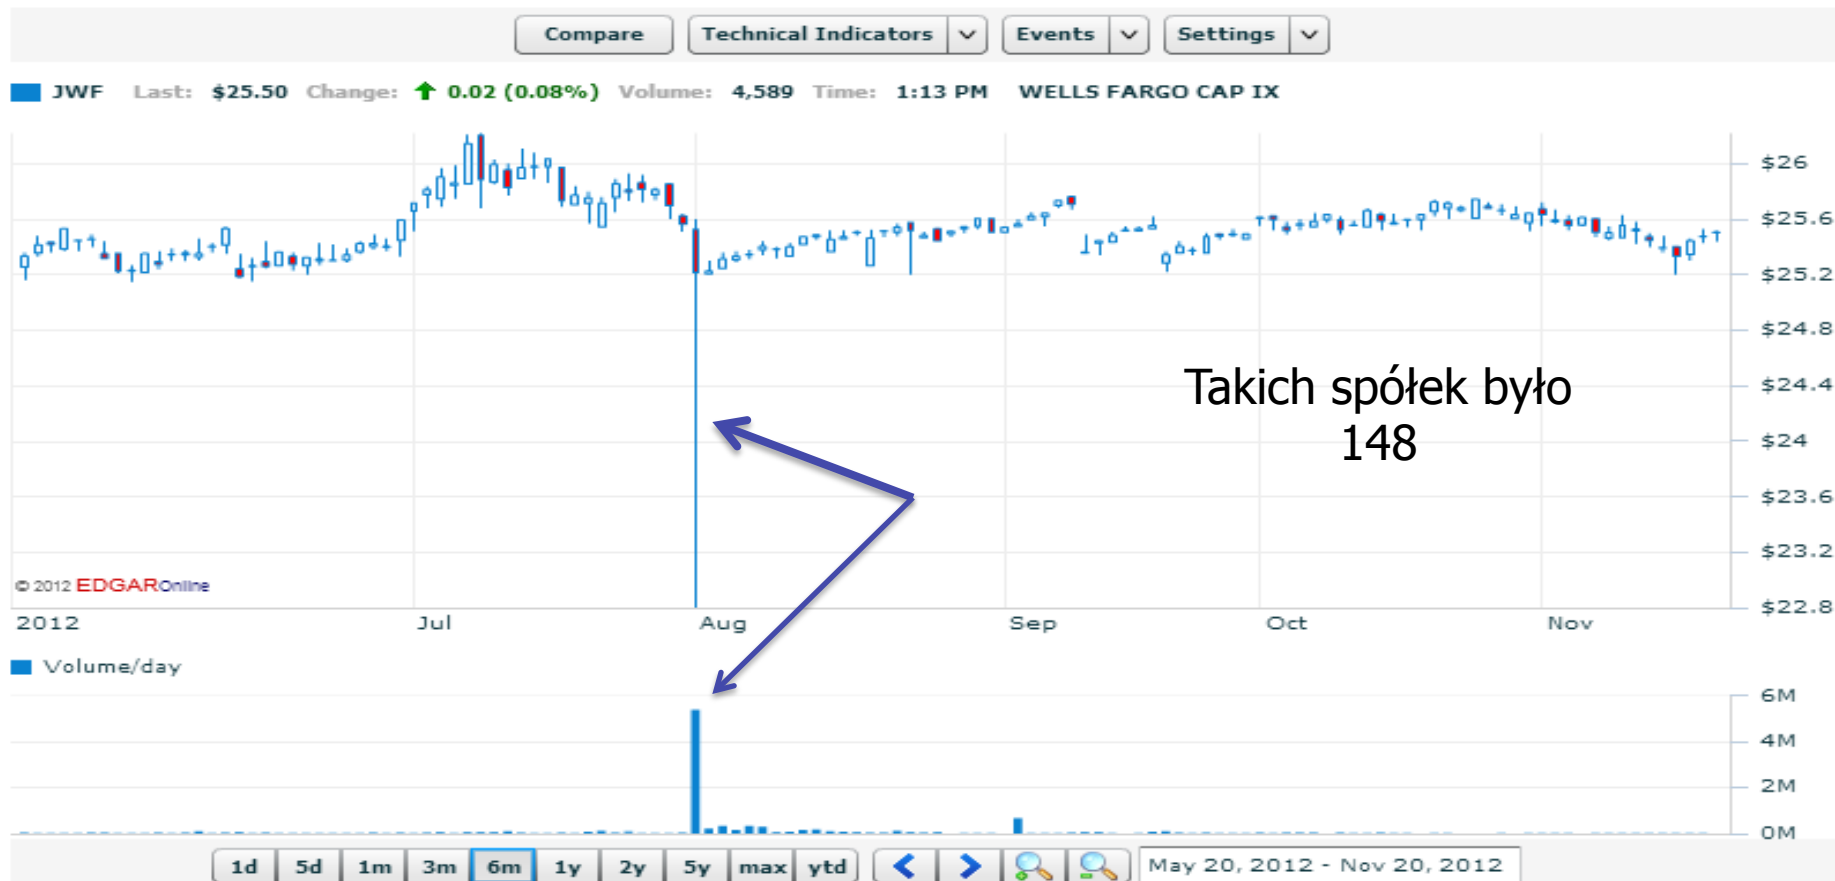 Compare Technical Indicators Events Settings
JWF Last: $25.50 Change: 0.02 (0.08%) Volume: 4,589 Time: 1:13 PM WELLS FARGO CAP IX
$26
$25.6
$25.2
$24.8
Takich spółek było
148
$24.4
$24
$23.6
$23.2
© 2012 EDGAROnline
$22.8
2012 Jul Aug Sep Oct Nov
Volume/day
6M
4M
2M
0M
1d 5d 1m 3m 6m 1y 2y 5y max ytd May 20, 2012 - Nov 20, 2012